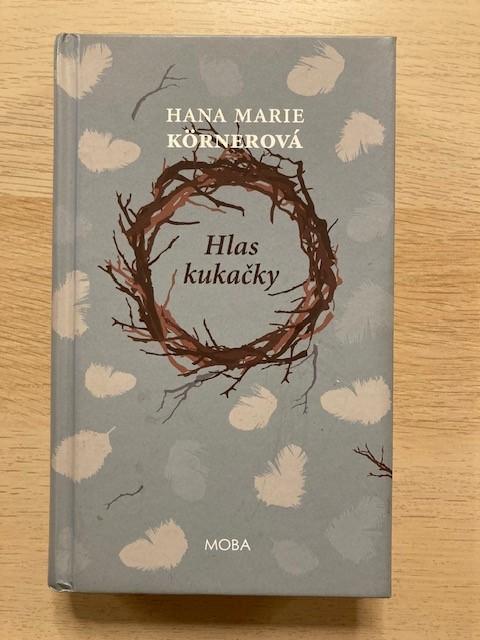 HANA MARIE
KÖRNEROVÁ
Hlas
kukačky
MOBA